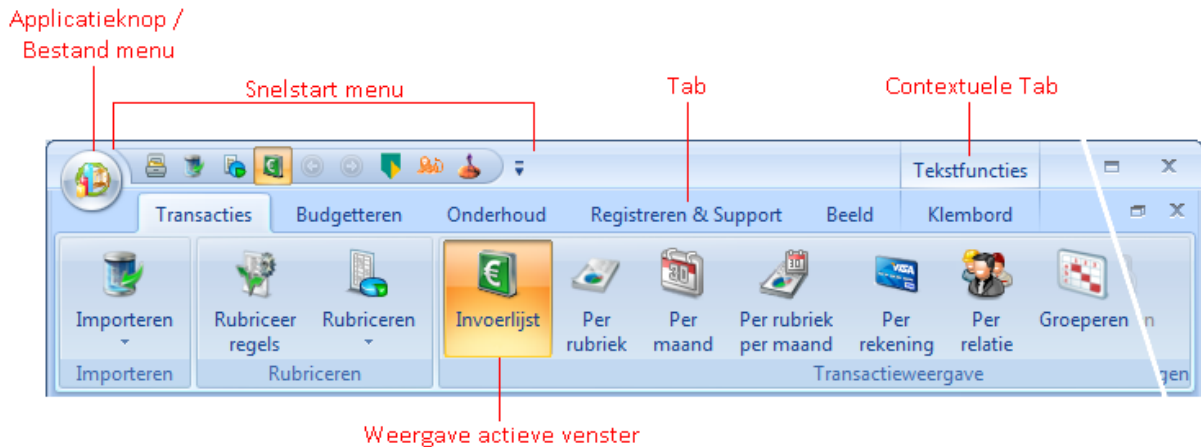 Applicatieknop /
Bestand menu
Snelstart menu
Tab
Contextuele Tab
Tekstfuncties
Transacties
Budgetteren
Onderhoud
Registreren & Support
Beeld
Klembord
Importeren
Rubriceer
regels
Rubriceren
Invoerlijst
Per
rubriek
Per
maand
Per rubriek
per maand
Per
rekening
Per
relatie
Groeperen
Importeren
Rubriceren
Transactieweergave
Weergave actieve venster